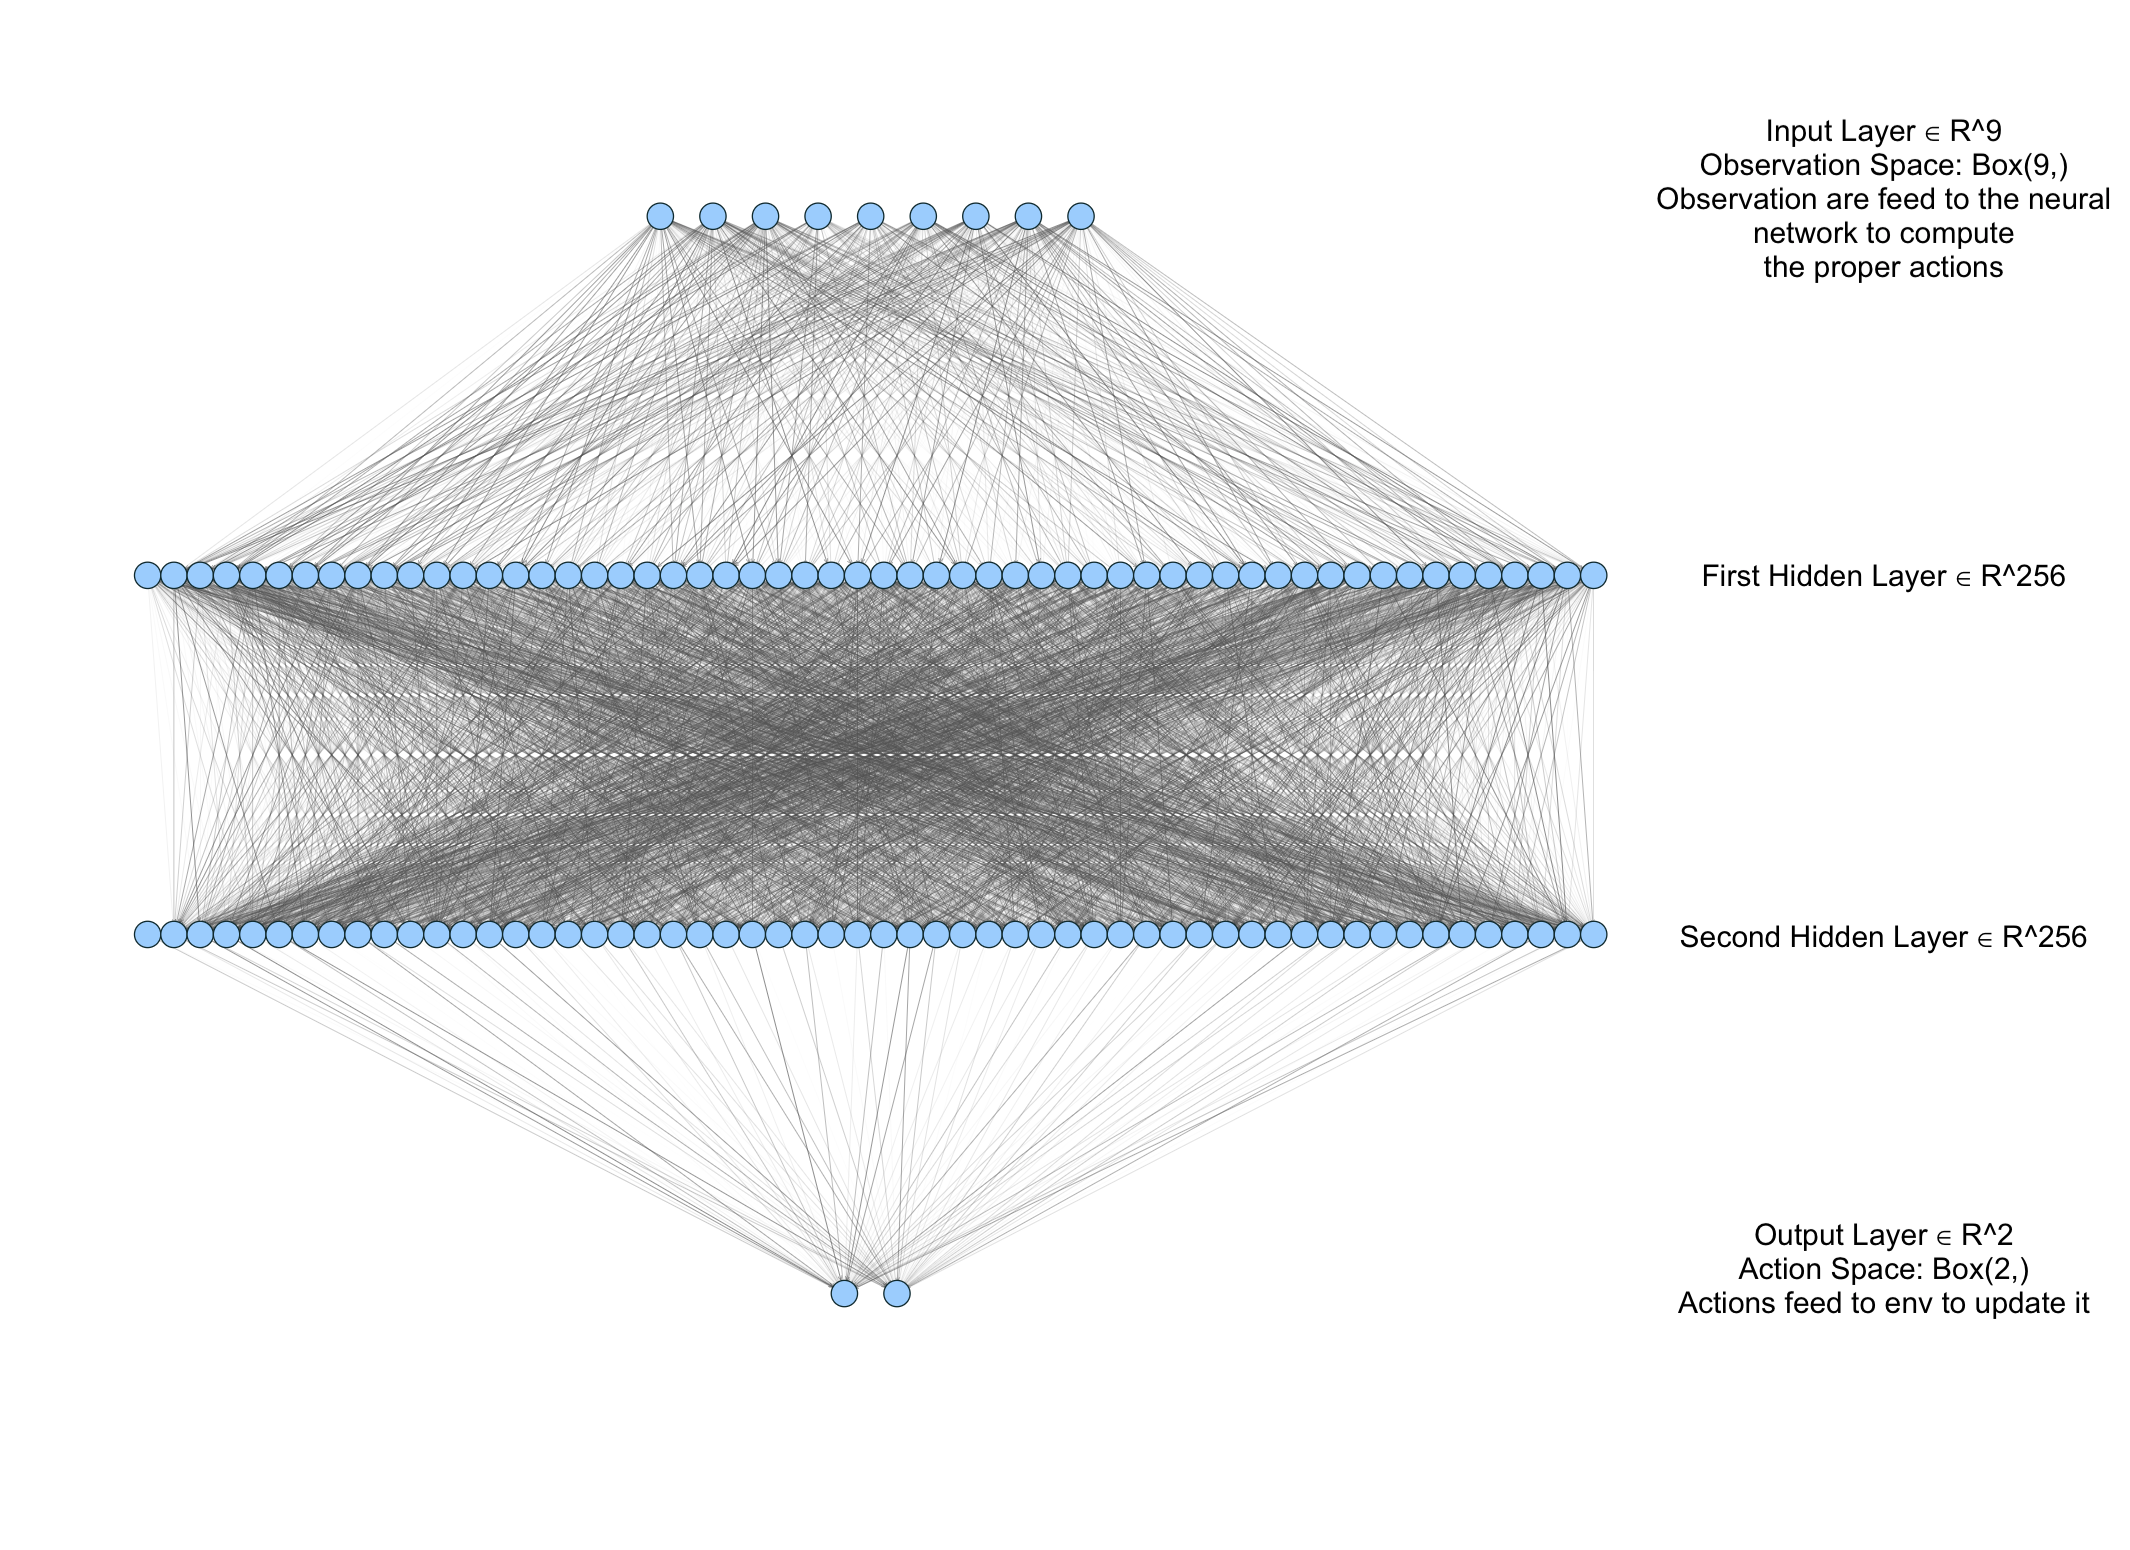 Input Layer ∈ R^9
Observation Space: Box(9,)
Observation are feed to the neural
network to compute
the proper actions
First Hidden Layer ∈ R^256
Second Hidden Layer ∈ R^256
Output Layer ∈ R^2
Action Space: Box(2,)
Actions feed to env to update it